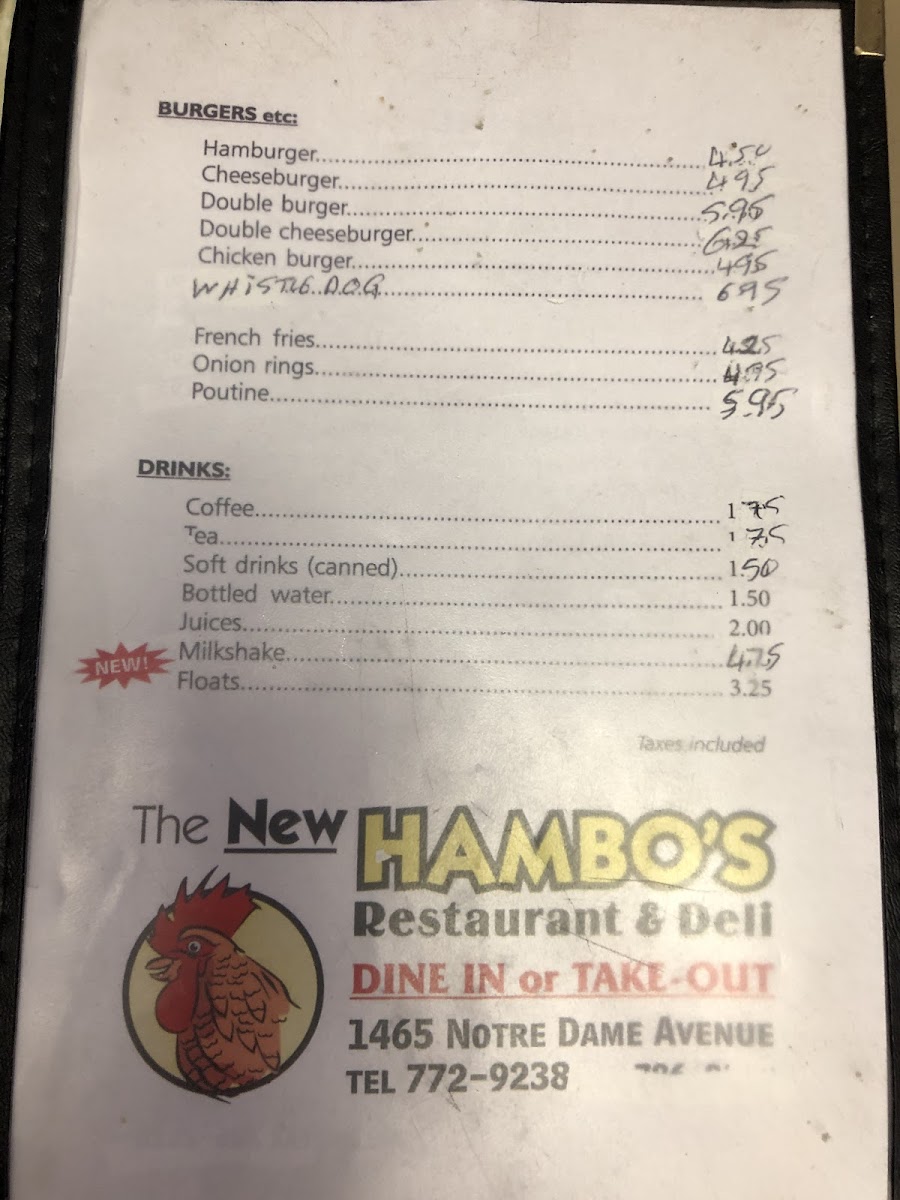 BURGERS etc:
Hamburger 4.50
Cheeseburger 4.95
Double burger 5.95
Double cheeseburger 6.25
Chicken burger 4.95
WHISTLE DOG 6.95
French fries 4.25
Onion rings 4.95
Poutine 5.95
DRINKS:
Coffee 1 75
Tea 1 75
Soft drinks (canned) 1.50
Bottled water 1.50
Juices 2.00
NEW! Milkshake 4.75
Floats 3.25
Taxes included
The New HAMBO'S
Restaurant & Deli
DINE IN or TAKE-OUT
1465 NOTRE DAME AVENUE
TEL 772-9238